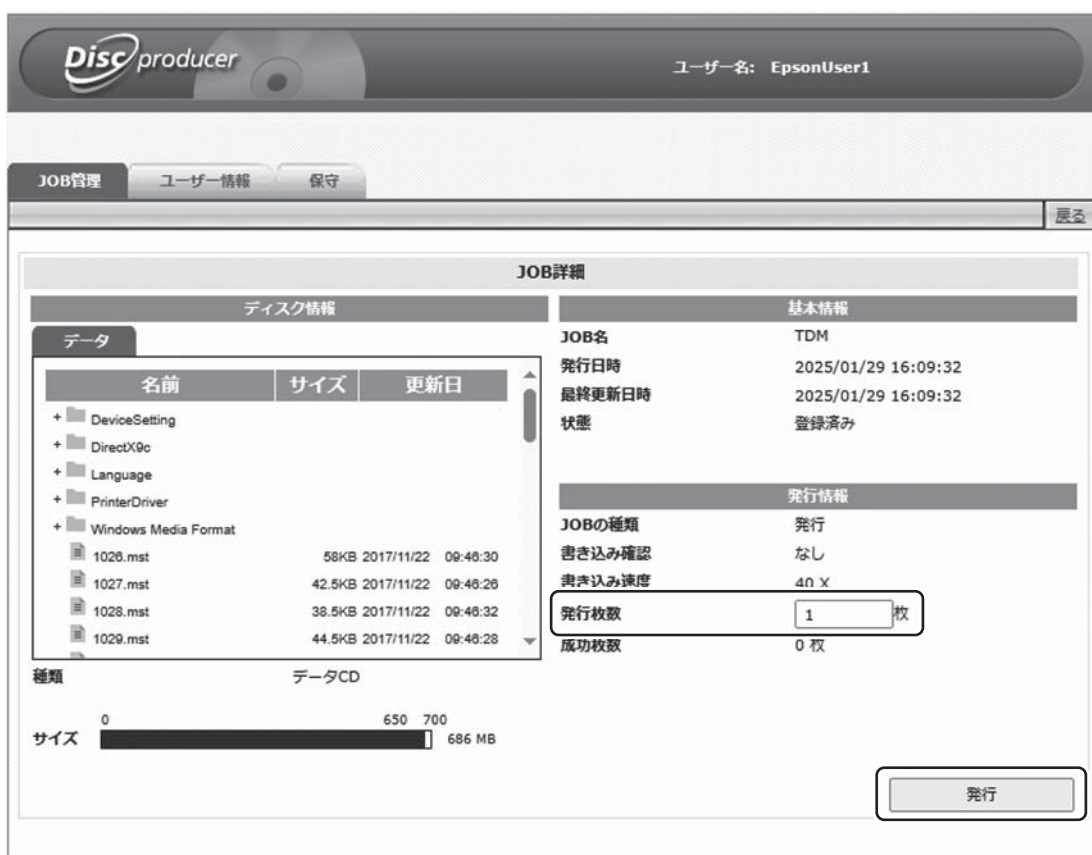 Disc producer
ユーザー名: EpsonUser1
JOB管理 ユーザー情報 保守
戻る
JOB詳細
ディスク情報
データ
名前 サイズ 更新日
+ DeviceSetting
+ DirectX9c
+ Language
+ PrinterDriver
+ Windows Media Format
1026.mst 58KB 2017/11/22 09:46:30
1027.mst 42.5KB 2017/11/22 09:46:26
1028.mst 38.5KB 2017/11/22 09:46:32
1029.mst 44.5KB 2017/11/22 09:46:28
種類 データCD
0 650 700
サイズ 686 MB
基本情報
JOB名 TDM
発行日時 2025/01/29 16:09:32
最終更新日時 2025/01/29 16:09:32
状態 登録済み
発行情報
JOBの種類 発行
書き込み確認 なし
書き込み速度 40 X
発行枚数 1 枚
成功枚数 0 枚
発行